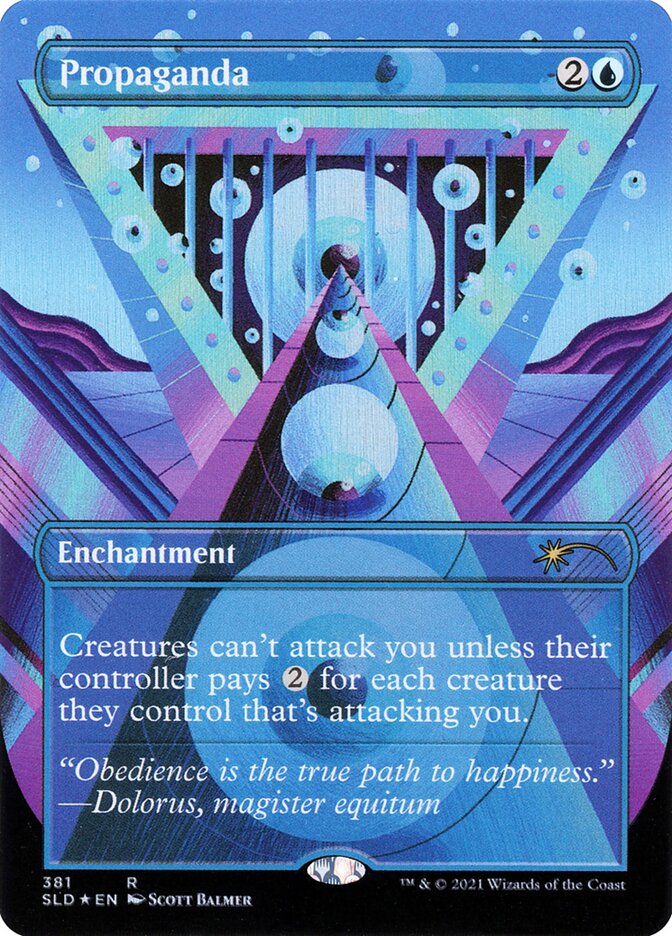 Propaganda 2
Enchantment
Creatures can't attack you unless their
controller pays 2 for each creature
they control that's attacking you.
“Obedience is the true path to happiness.”
—Dolorus, magister equitum
381 R
SLD ★ EN Scott Balmer
™ & © 2021 Wizards of the Coast